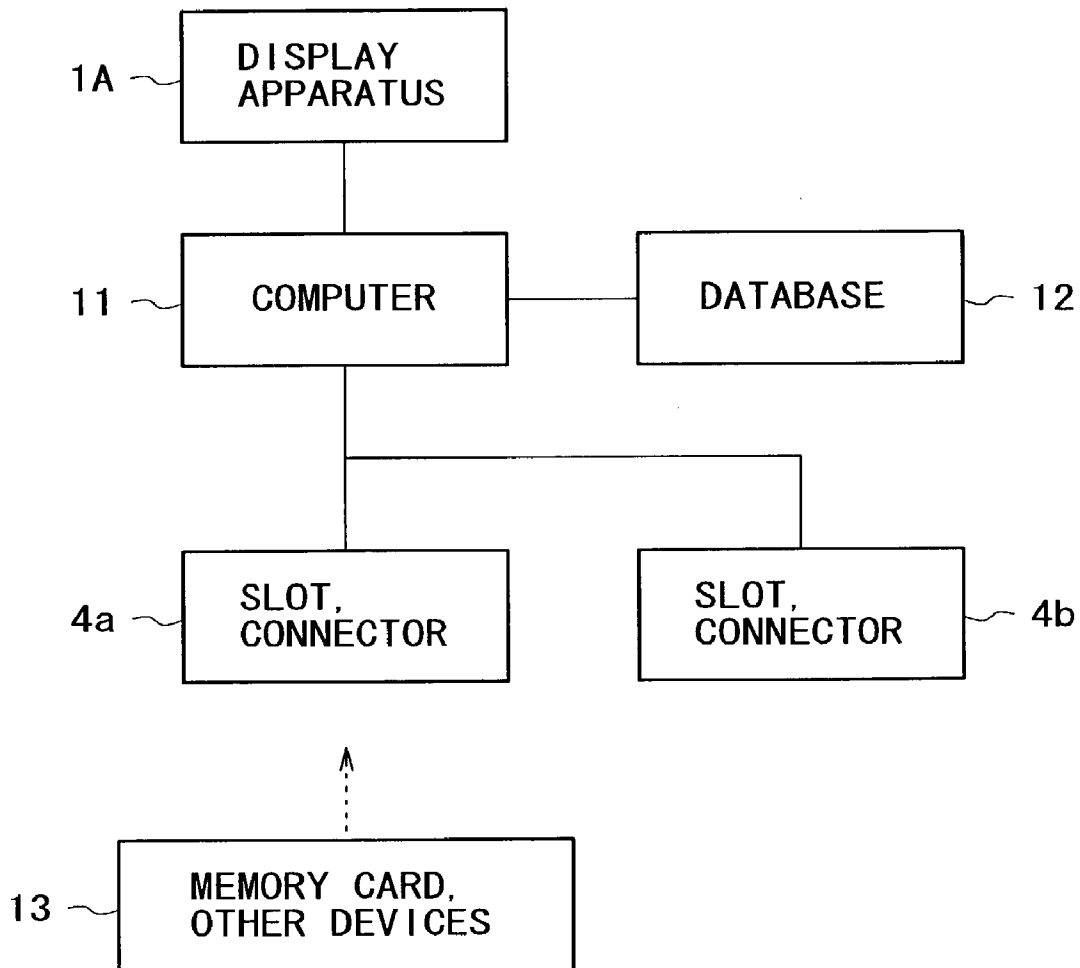 DISPLAY
APPARATUS
1A
COMPUTER
11
DATABASE
12
SLOT,
CONNECTOR
4a
SLOT,
CONNECTOR
4b
MEMORY CARD,
OTHER DEVICES
13